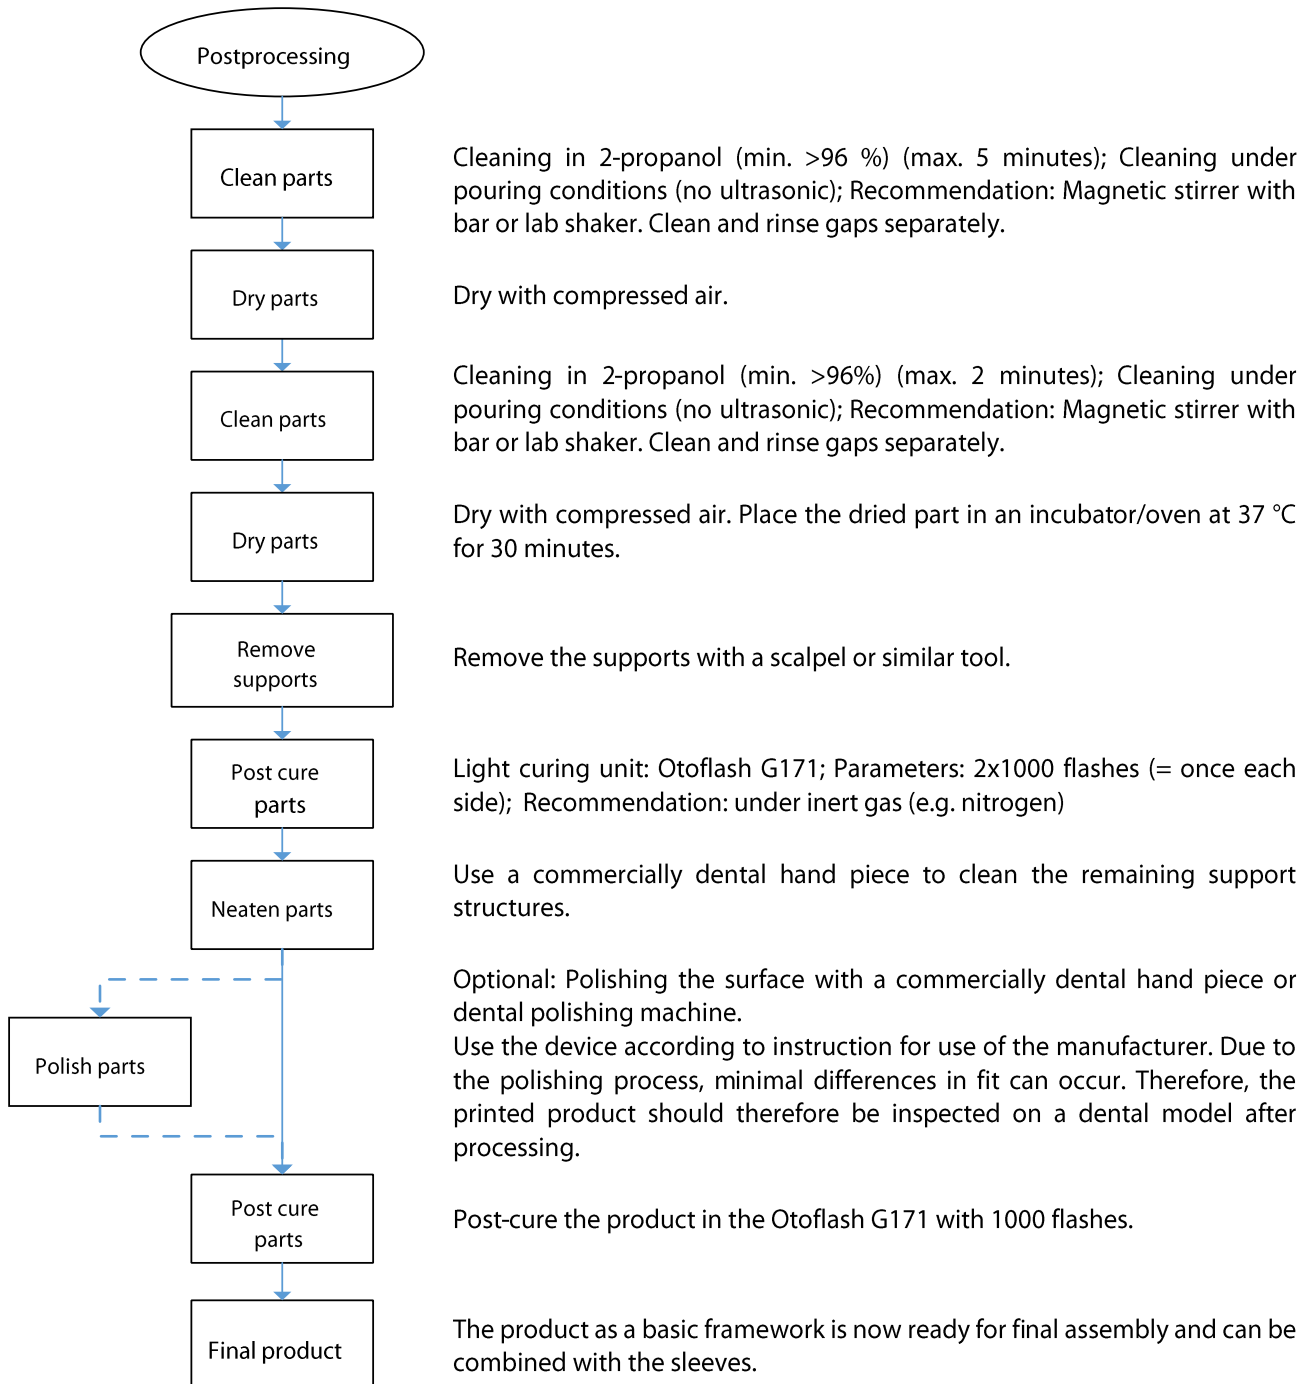 Postprocessing
Clean parts
Cleaning in 2-propanol (min. >96 %) (max. 5 minutes); Cleaning under
pouring conditions (no ultrasonic); Recommendation: Magnetic stirrer with
bar or lab shaker. Clean and rinse gaps separately.
Dry parts
Dry with compressed air.
Clean parts
Cleaning in 2-propanol (min. >96%) (max. 2 minutes); Cleaning under
pouring conditions (no ultrasonic); Recommendation: Magnetic stirrer with
bar or lab shaker. Clean and rinse gaps separately.
Dry parts
Dry with compressed air. Place the dried part in an incubator/oven at 37 °C
for 30 minutes.
Remove
supports
Remove the supports with a scalpel or similar tool.
Post cure
parts
Light curing unit: Otoflash G171; Parameters: 2x1000 flashes (= once each
side); Recommendation: under inert gas (e.g. nitrogen)
Neaten parts
Use a commercially dental hand piece to clean the remaining support
structures.
Polish parts
Optional: Polishing the surface with a commercially dental hand piece or
dental polishing machine.
Use the device according to instruction for use of the manufacturer. Due to
the polishing process, minimal differences in fit can occur. Therefore, the
printed product should therefore be inspected on a dental model after
processing.
Post cure
parts
Post-cure the product in the Otoflash G171 with 1000 flashes.
Final product
The product as a basic framework is now ready for final assembly and can be
combined with the sleeves.